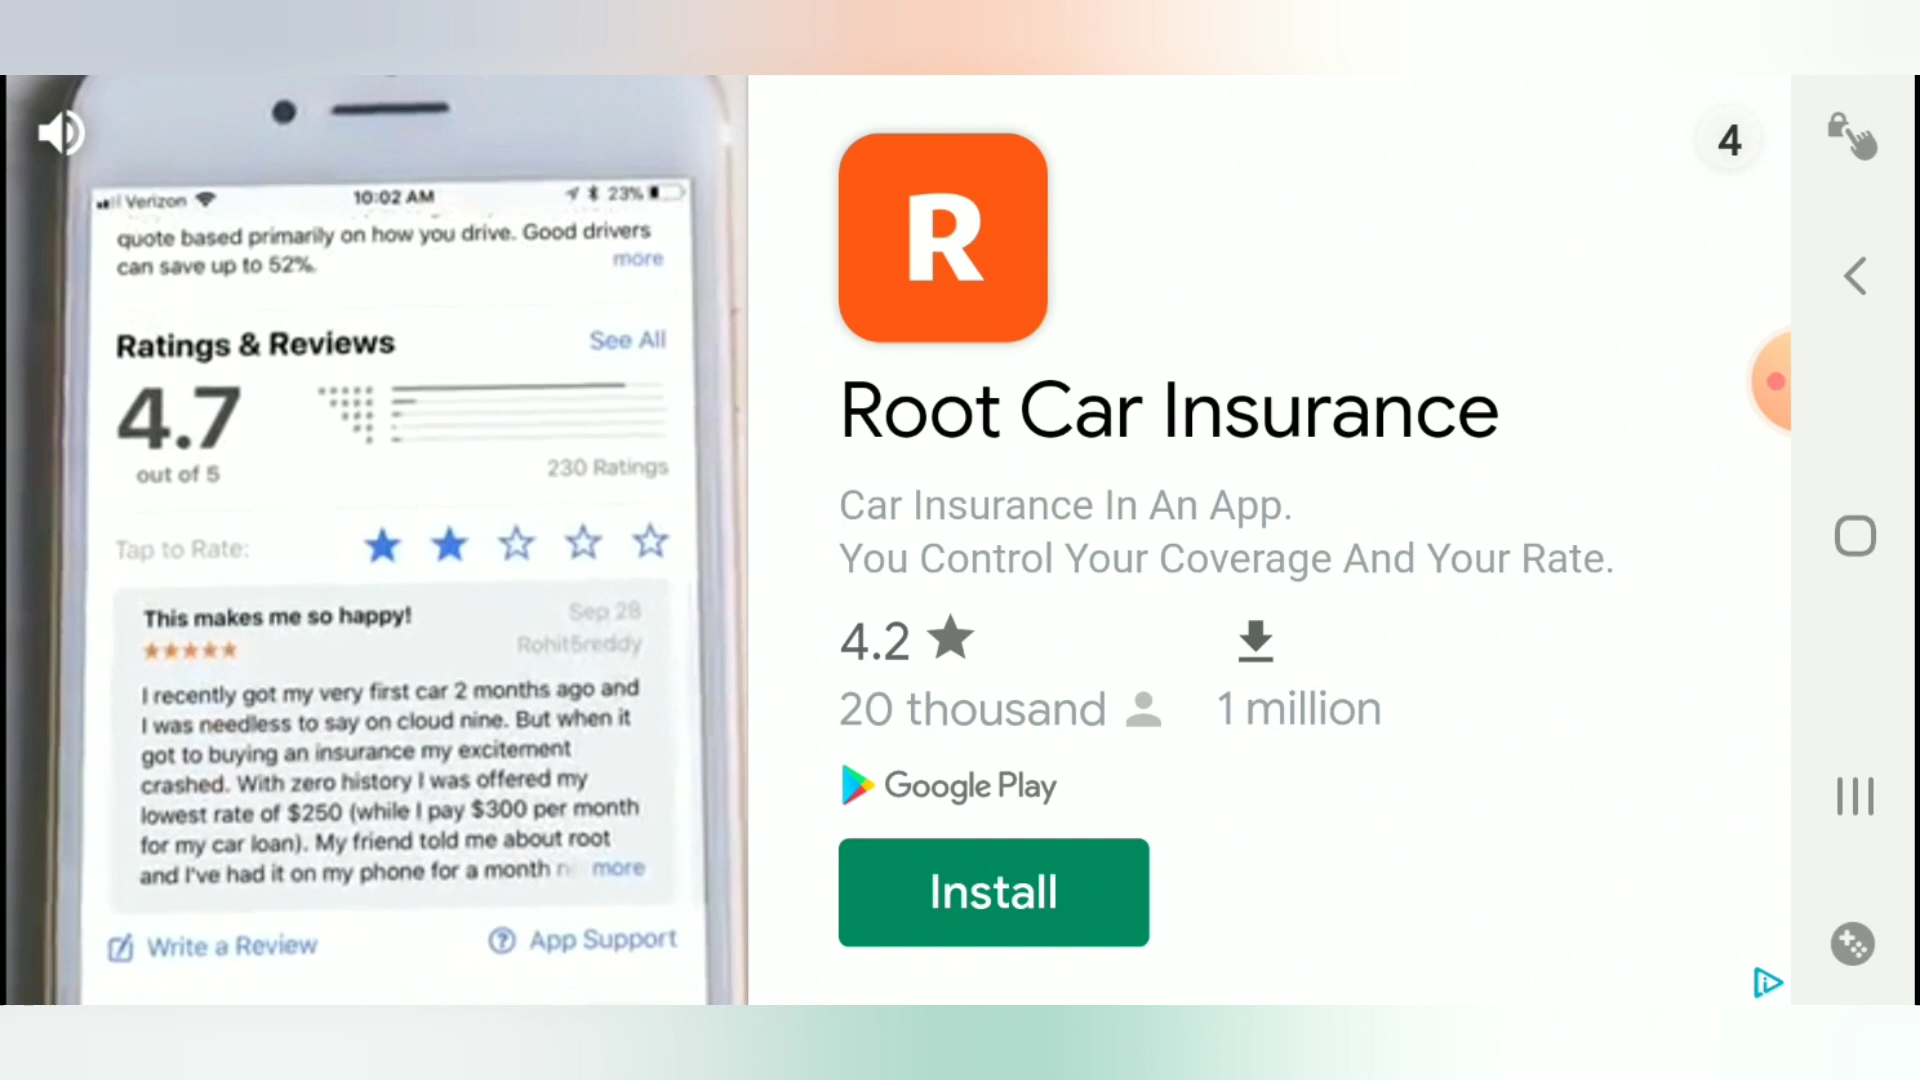 Verizon 10:02 AM 23%
quote based primarily on how you drive. Good drivers
can save up to 52%. more
Ratings & Reviews See All
4.7
out of 5
230 Ratings
Tap to Rate:
This makes me so happy! Sep 28
Rohit5reddy
I recently got my very first car 2 months ago and
I was needless to say on cloud nine. But when it
got to buying an insurance my excitement
crashed. With zero history I was offered my
lowest rate of $250 (while I pay $300 per month
for my car loan). My friend told me about root
and I've had it on my phone for a month more
Write a Review App Support
4
R
Root Car Insurance
Car Insurance In An App.
You Control Your Coverage And Your Rate.
4.2
20 thousand 1 million
Google Play
Install